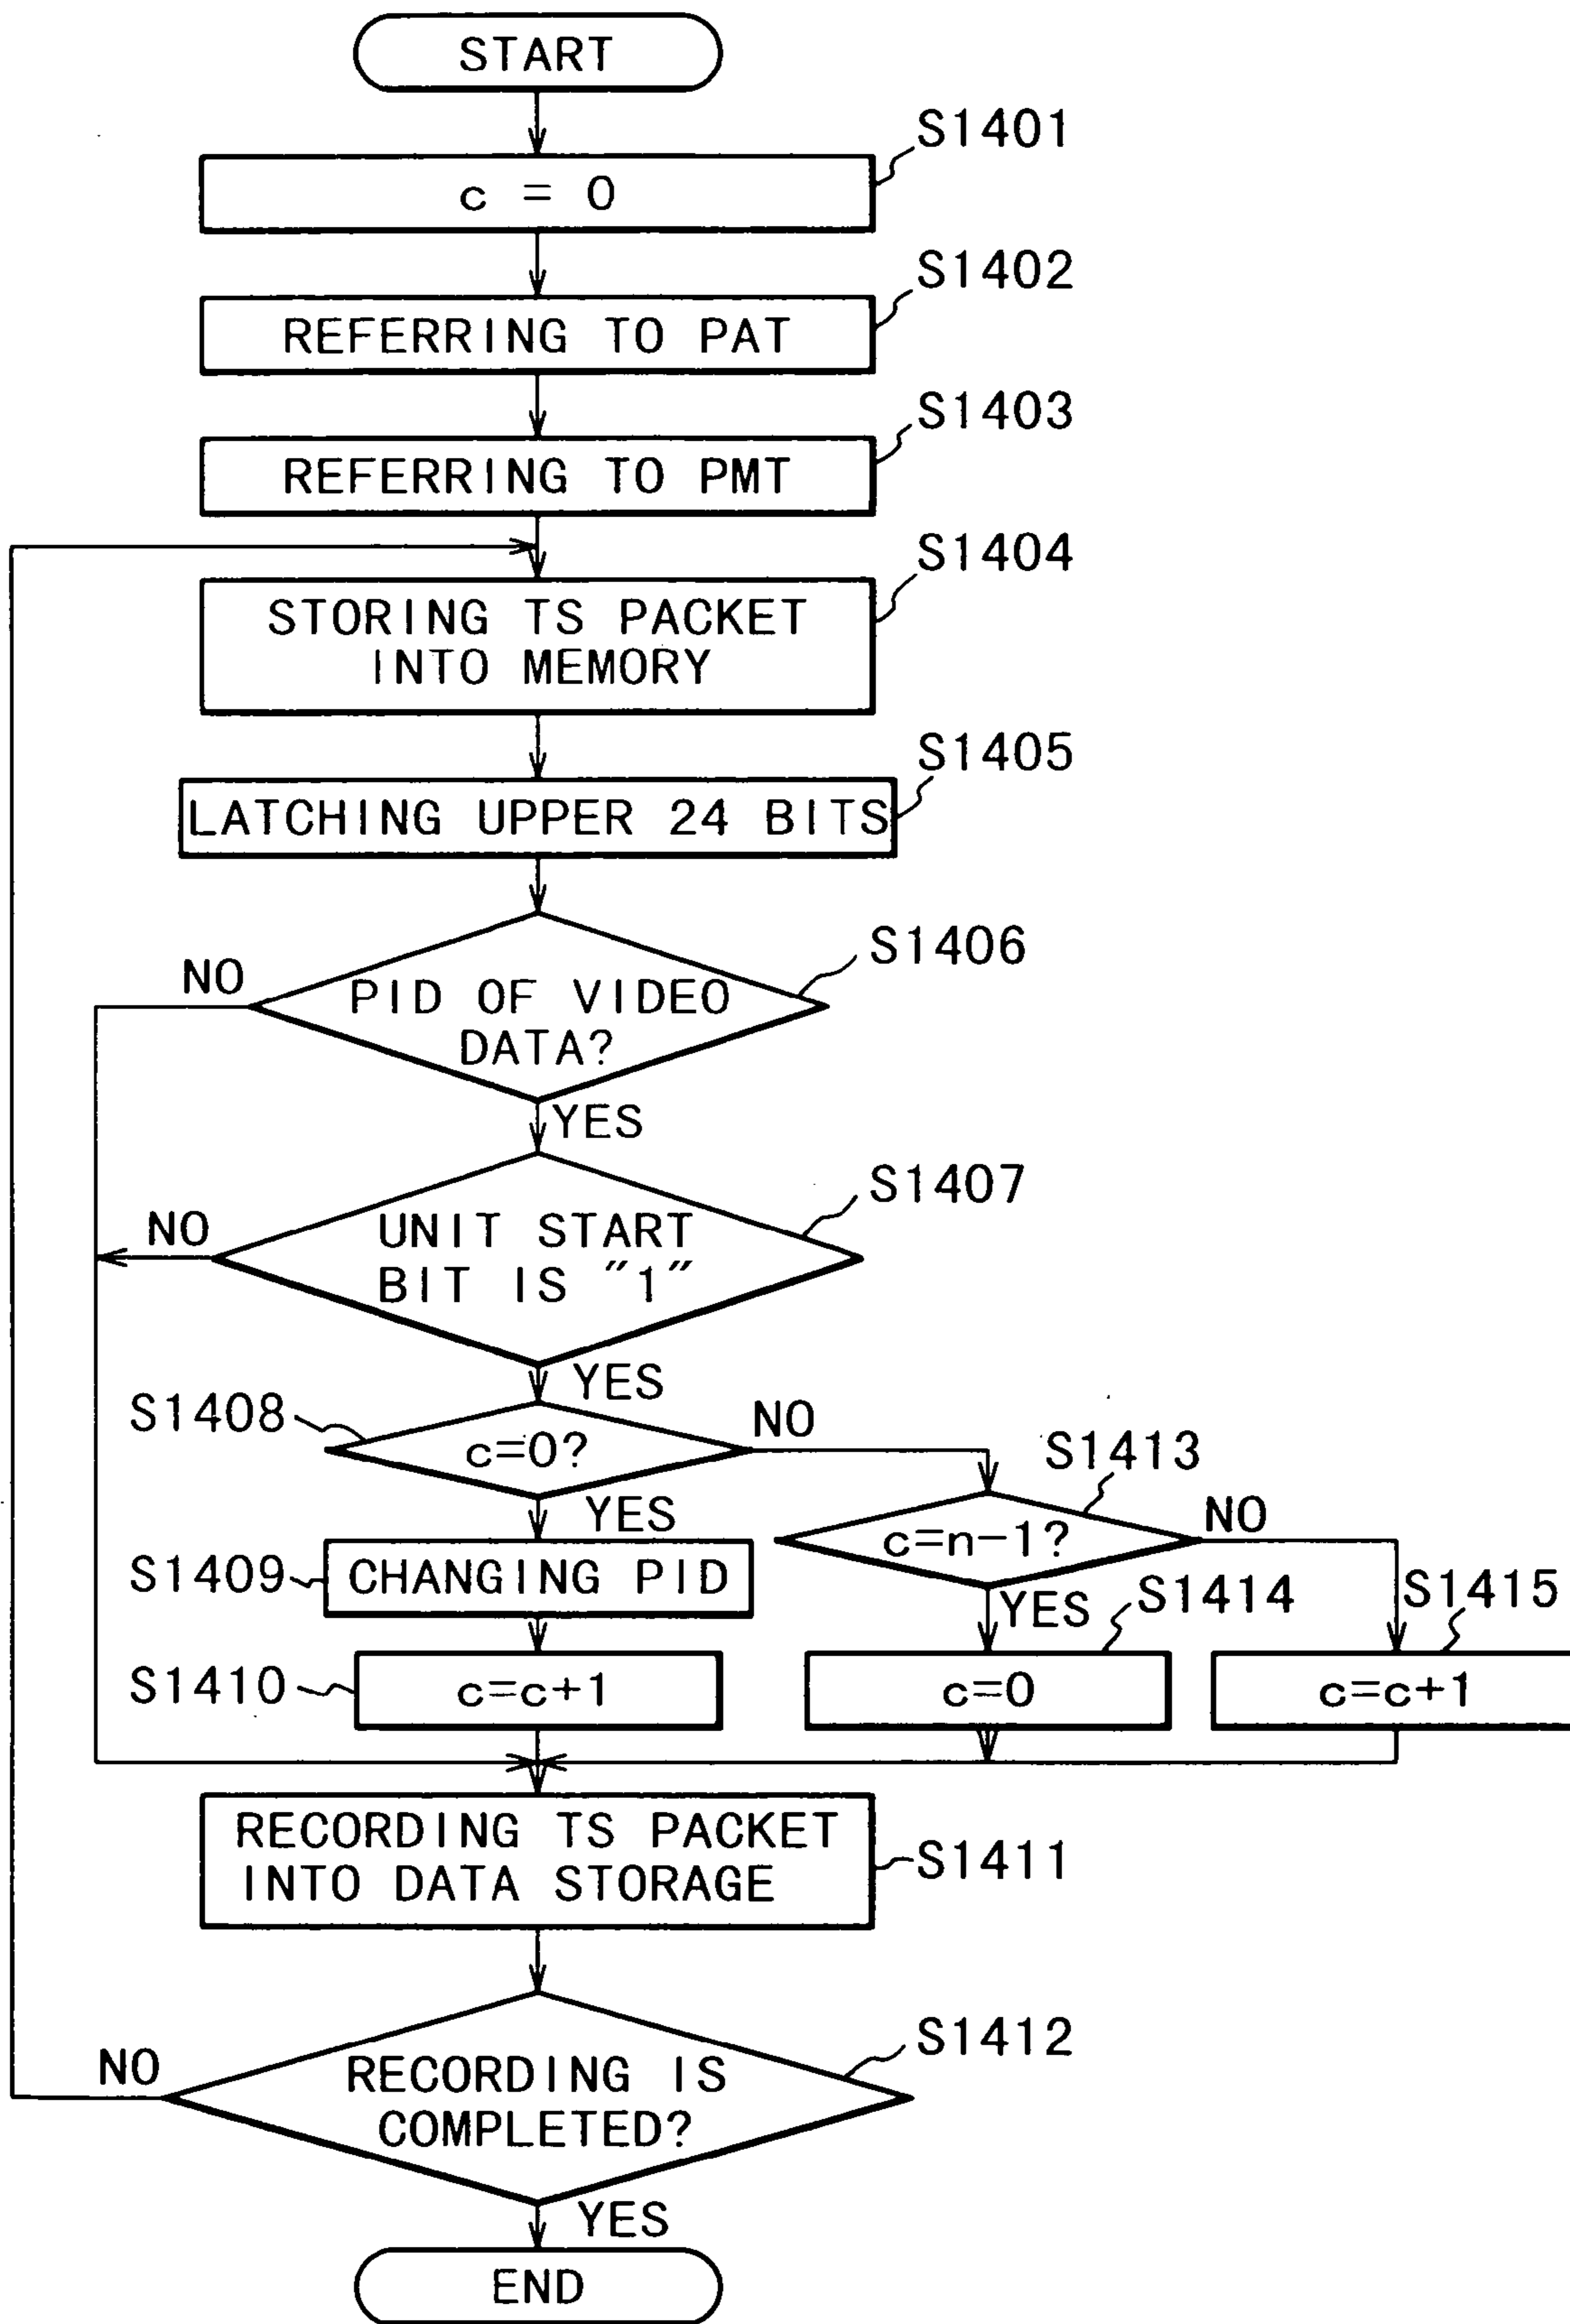 START
S1401
c = 0
S1402
REFERRING TO PAT
S1403
REFERRING TO PMT
S1404
STORING TS PACKET
INTO MEMORY
S1405
LATCHING UPPER 24 BITS
S1406
NO
PID OF VIDEO
DATA?
YES
S1407
NO
UNIT START
BIT IS "1"
YES
S1408
c=0?
NO
S1413
YES
c=n-1?
NO
S1409
CHANGING PID
YES
S1414
S1415
S1410
c=c+1
c=0
c=c+1
RECORDING TS PACKET
INTO DATA STORAGE
S1411
S1412
NO
RECORDING IS
COMPLETED?
YES
END